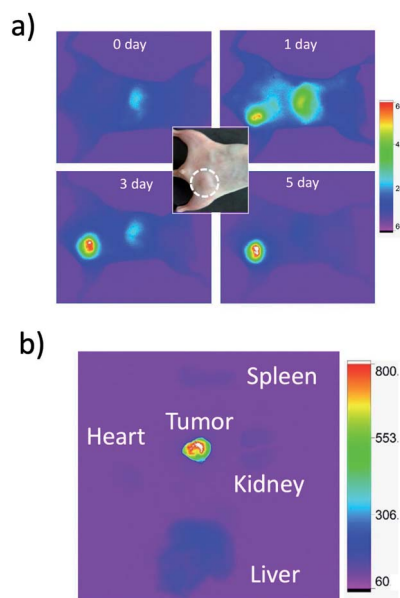 a)
0 day
1 day
3 day
5 day
6
4
2
6
b)
Spleen
Tumor
Heart
Kidney
Liver
800.
553.
306.
60